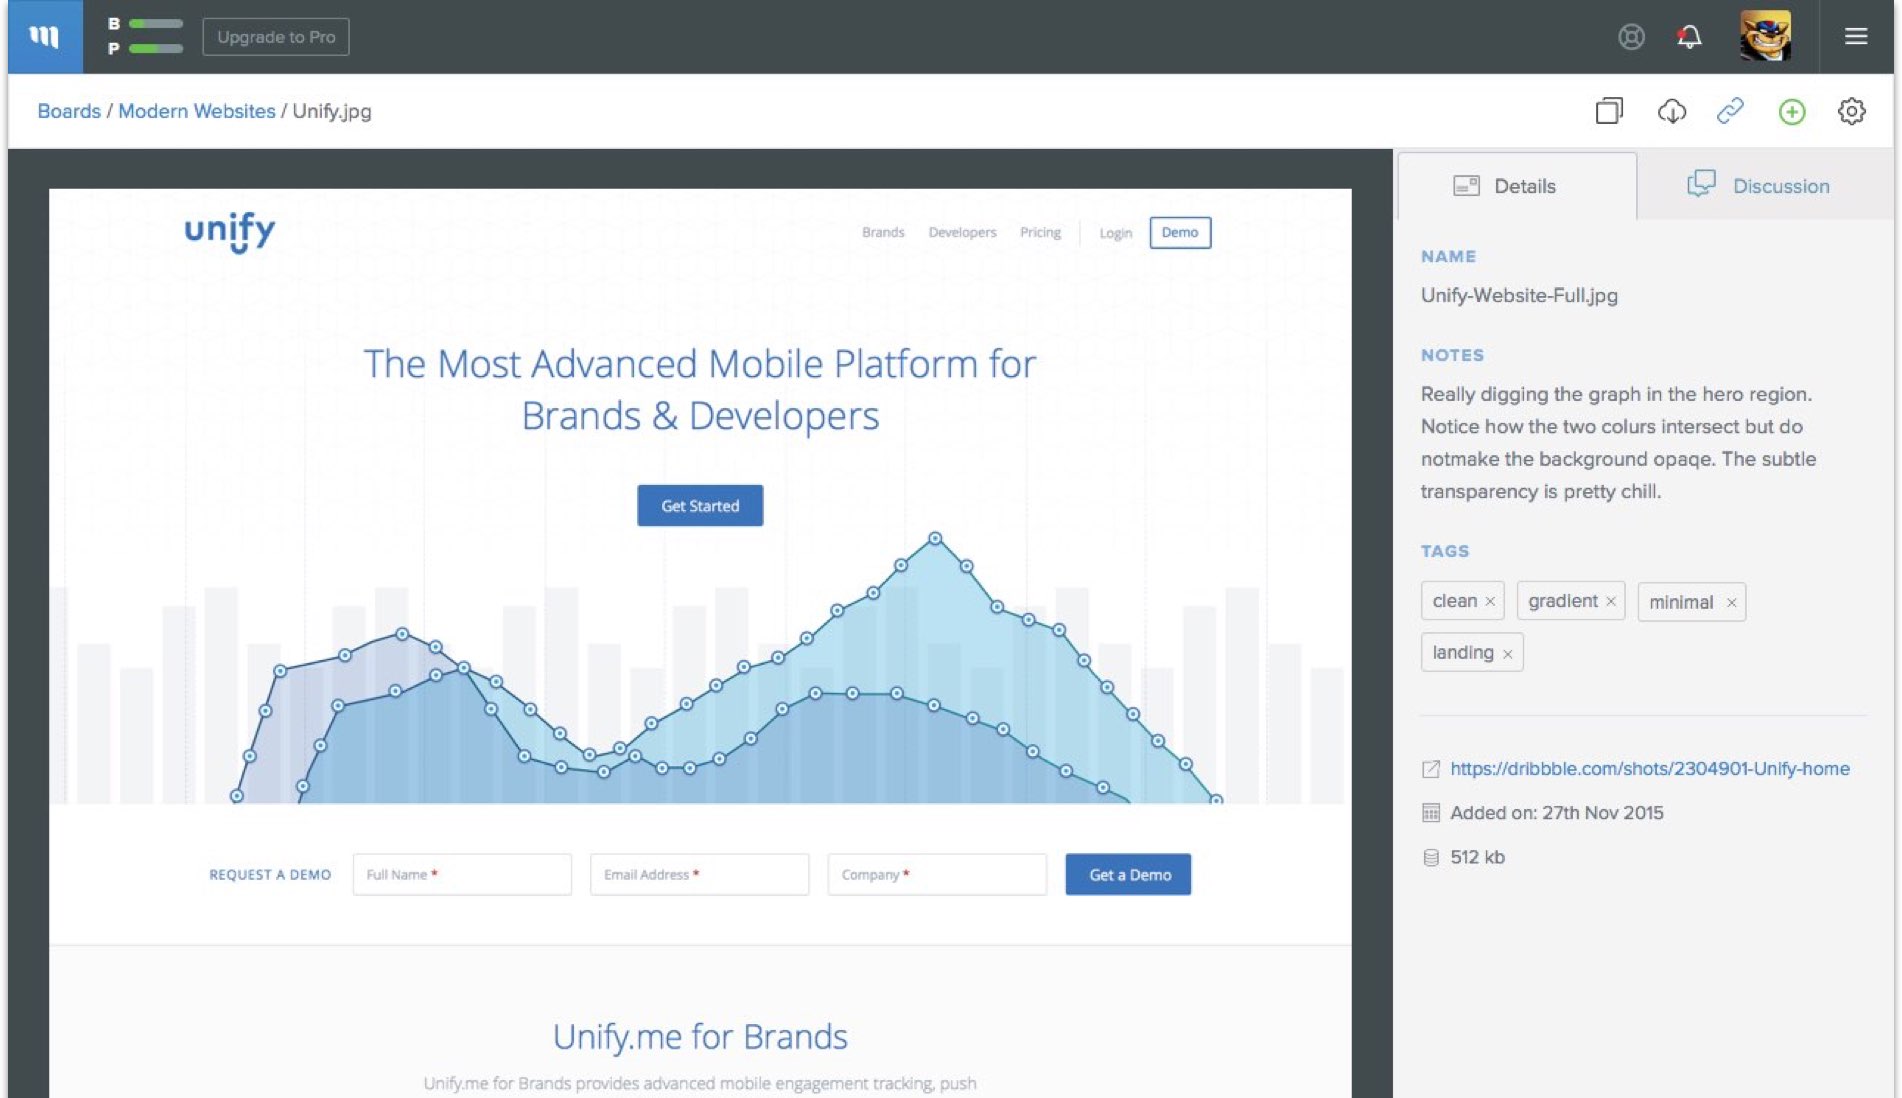 B
P
Upgrade to Pro
Boards / Modern Websites / Unify.jpg
Details
Discussion
unify
Brands Developers Pricing Login Demo
The Most Advanced Mobile Platform for
Brands & Developers
Get Started
REQUEST A DEMO Full Name * Email Address * Company * Get a Demo
Unify.me for Brands
Unify.me for Brands provides advanced mobile engagement tracking, push
NAME
Unify-Website-Full.jpg
NOTES
Really digging the graph in the hero region.
Notice how the two colurs intersect but do
notmake the background opaqe. The subtle
transparency is pretty chill.
TAGS
clean × gradient × minimal ×
landing ×
https://dribbble.com/shots/2304901-Unify-home
Added on: 27th Nov 2015
512 kb